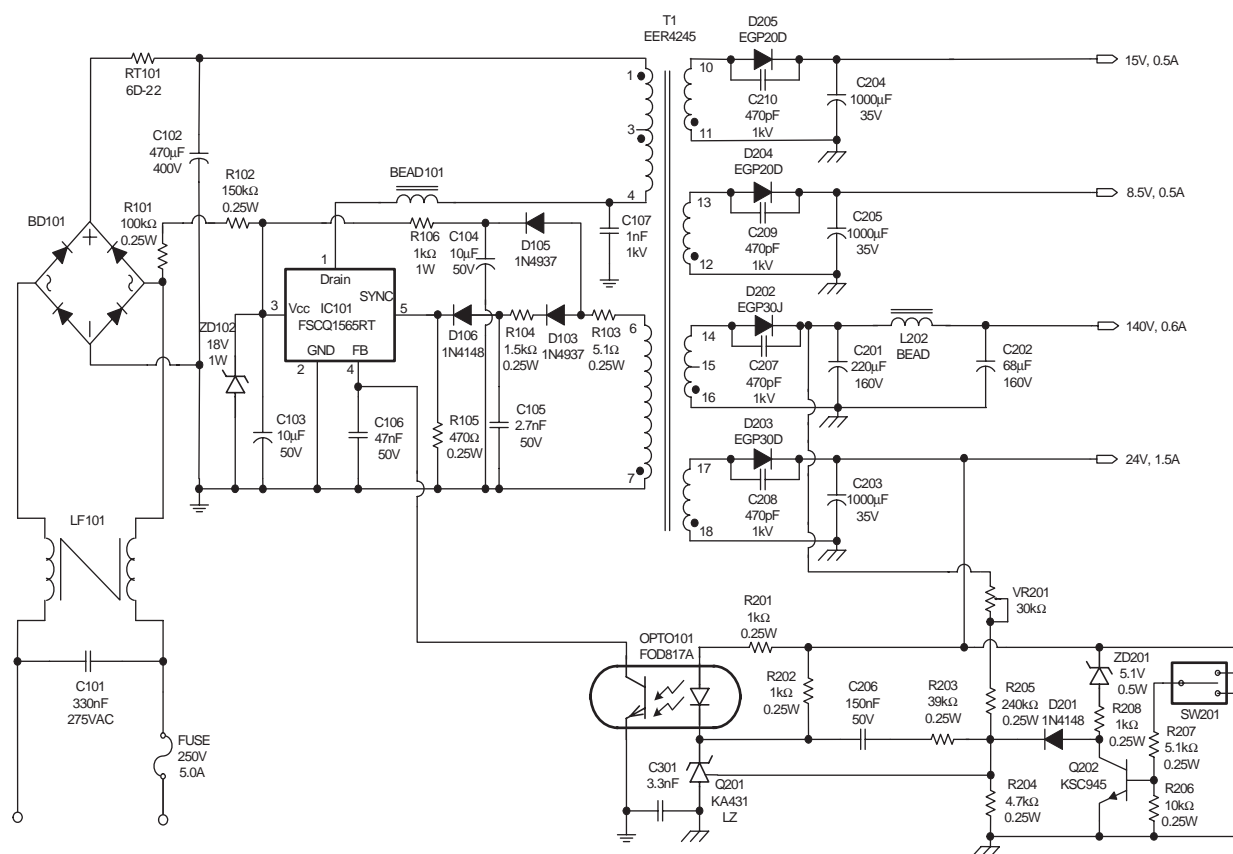 T1
EER4245
D205
EGP20D
RT101
6D-22
1
10
C210
470pF
1kV
C204
1000μF
35V
15V, 0.5A
3
11
C102
470μF
400V
BEAD101
4
D204
EGP20D
13
C209
470pF
1kV
C205
1000μF
35V
8.5V, 0.5A
12
R102
150kΩ
0.25W
R101
100kΩ
0.25W
BD101
R106
1kΩ
1W
C104
10μF
50V
D105
1N4937
C107
1nF
1kV
1
Drain
3
Vcc
IC101
FSCQ1565RT
SYNC
5
GND
FB
2
4
ZD102
18V
1W
D106
1N4148
R104
1.5kΩ
0.25W
D103
1N4937
R103
5.1Ω
0.25W
6
D202
EGP30J
14
15
16
C207
470pF
1kV
C201
220μF
160V
L202
BEAD
C202
68μF
160V
140V, 0.6A
C103
10μF
50V
C106
47nF
50V
R105
470Ω
0.25W
C105
2.7nF
50V
7
D203
EGP30D
17
C208
470pF
1kV
C203
1000μF
35V
24V, 1.5A
18
LF101
VR201
30kΩ
R201
1kΩ
0.25W
OPTO101
FOD817A
R202
1kΩ
0.25W
C206
150nF
50V
R203
39kΩ
0.25W
R205
240kΩ
0.25W
D201
1N4148
ZD201
5.1V
0.5W
R208
1kΩ
0.25W
SW201
R207
5.1kΩ
0.25W
C101
330nF
275VAC
FUSE
250V
5.0A
C301
3.3nF
Q201
KA431
LZ
R204
4.7kΩ
0.25W
Q202
KSC945
R206
10kΩ
0.25W